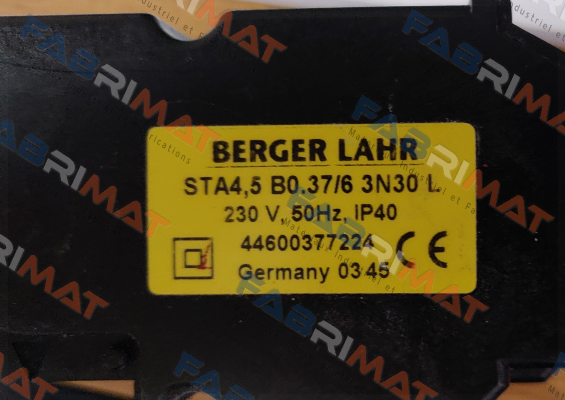 BERGER LAHR
STA4,5 B0.37/6 3N30 L
230 V, 50Hz, IP40
44600377224 CE
Germany 03 45
FABRIMAT
FABRIMAT
FABRIMAT
FABRIMAT
FABRIMAT